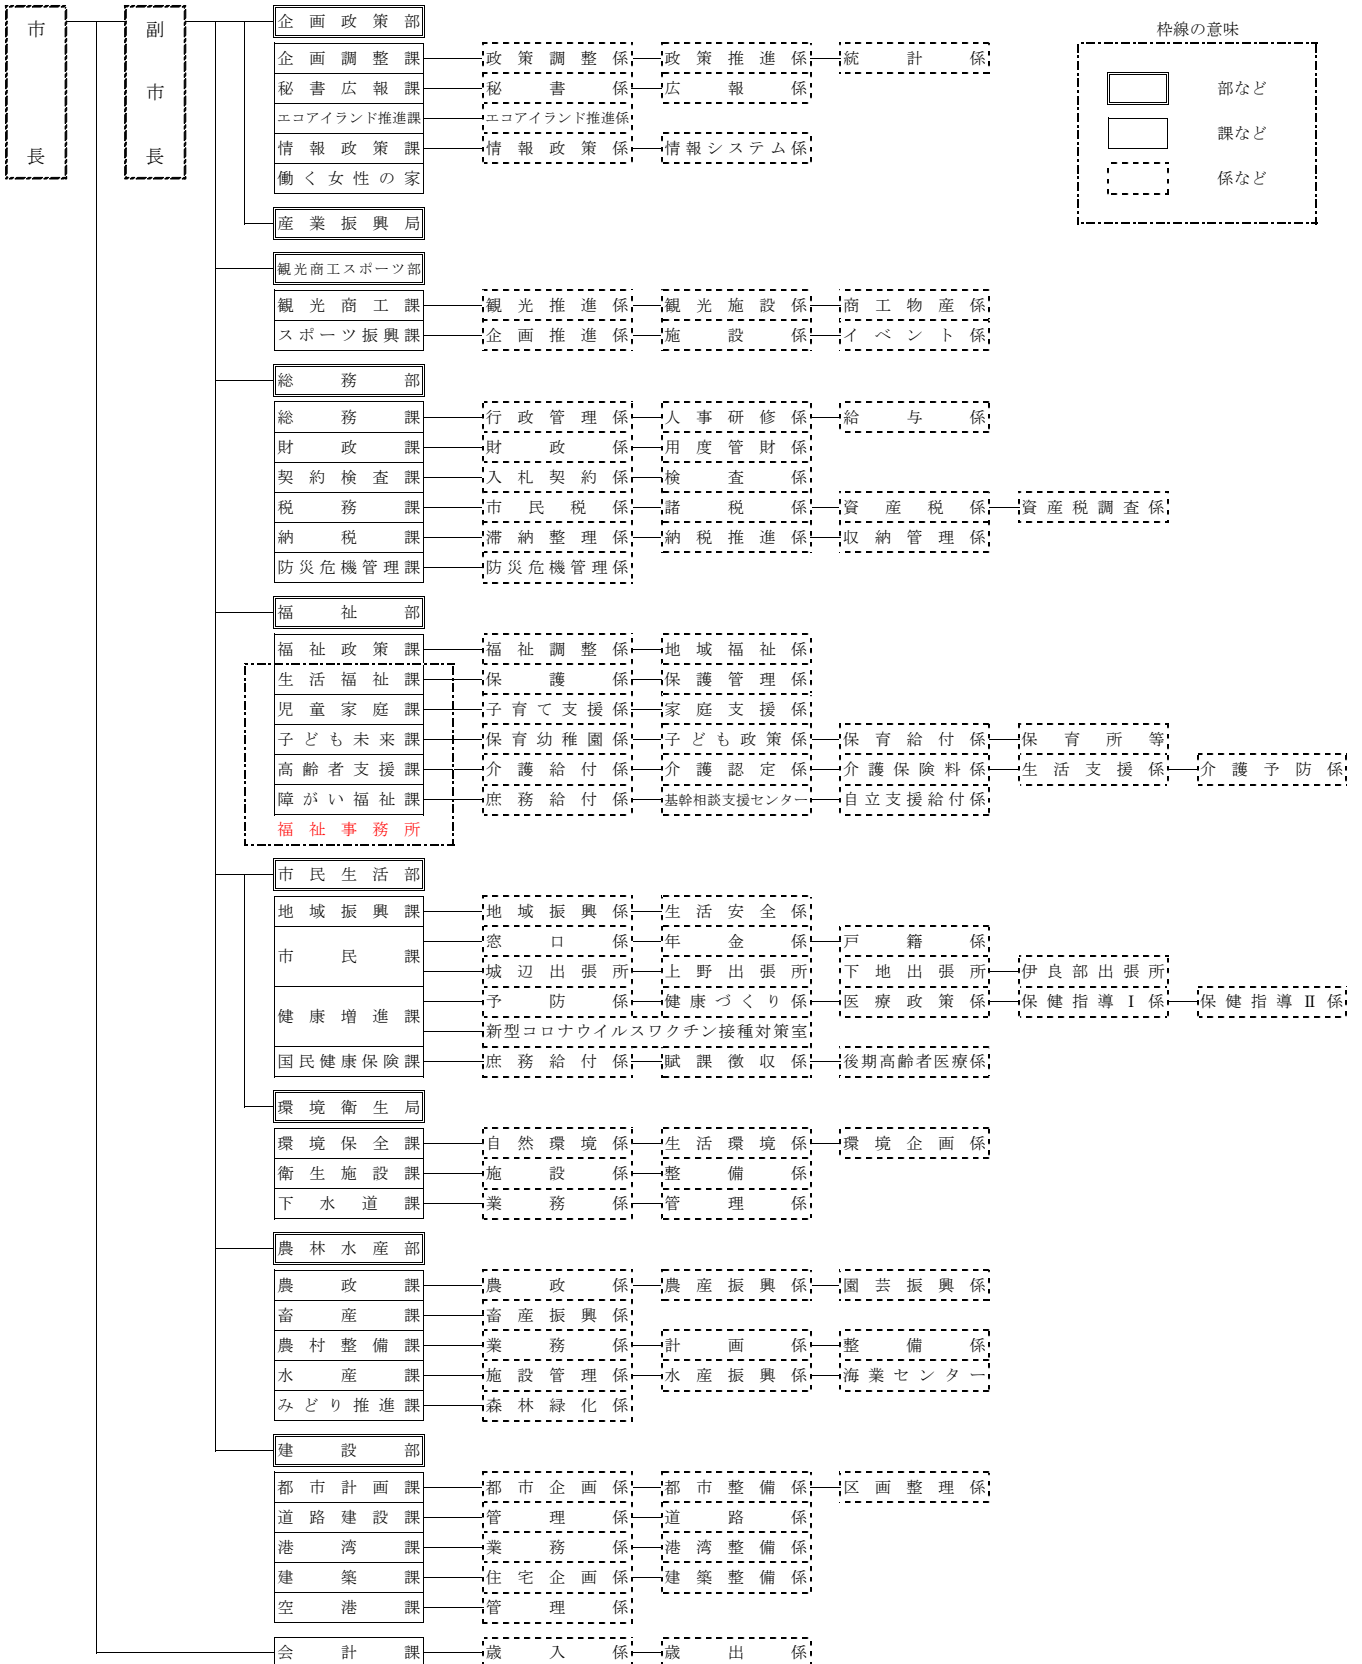 市長
副市長
枠線の意味
部など
課など
係など
企画政策部
企画調整課 政策調整係 政策推進係 統計係
秘書広報課 秘書係 広報係
エコアイランド推進課 エコアイランド推進係
情報政策課 情報政策係 情報システム係
働く女性の家
産業振興局
観光商工スポーツ部
観光商工課 観光推進係 観光施設係 商工物産係
スポーツ振興課 企画推進係 施設係 イベント係
総務部
総務課 行政管理係 人事研修係 給与係
財政課 財政係 用度管財係
契約検査課 入札契約係 検査係
税務課 市民税係 諸税係 資産税係 資産税調査係
納税課 滞納整理係 納税推進係 収納管理係
防災危機管理課 防災危機管理係
福祉部
福祉政策課 福祉調整係 地域福祉係
生活福祉課 保護係 保護管理係
児童家庭課 子育て支援係 家庭支援係
子ども未来課 保育幼稚園係 子ども政策係 保育給付係 保育所等
高齢者支援課 介護給付係 介護認定係 介護保険料係 生活支援係 介護予防係
障がい福祉課 庶務給付係 基幹相談支援センター 自立支援給付係
福祉事務所
市民生活部
地域振興課 地域振興係 生活安全係
市民課 窓口係 年金係 戸籍係
城辺出張所 上野出張所 下地出張所 伊良部出張所
健康増進課 予防係 健康づくり係 医療政策係 保健指導Ⅰ係 保健指導Ⅱ係
新型コロナウイルスワクチン接種対策室
国民健康保険課 庶務給付係 賦課徴収係 後期高齢者医療係
環境衛生局
環境保全課 自然環境係 生活環境係 環境企画係
衛生施設課 施設係 整備係
下水道課 業務係 管理係
農林水産部
農政課 農政係 農産振興係 園芸振興係
畜産課 畜産振興係
農村整備課 業務係 計画係 整備係
水産課 施設管理係 水産振興係 海業センター
みどり推進課 森林緑化係
建設部
都市計画課 都市企画係 都市整備係 区画整理係
道路建設課 管理係 道路係
港湾課 業務係 港湾整備係
建築課 住宅企画係 建築整備係
空港課 管理係
会計課 歳入係 歳出係